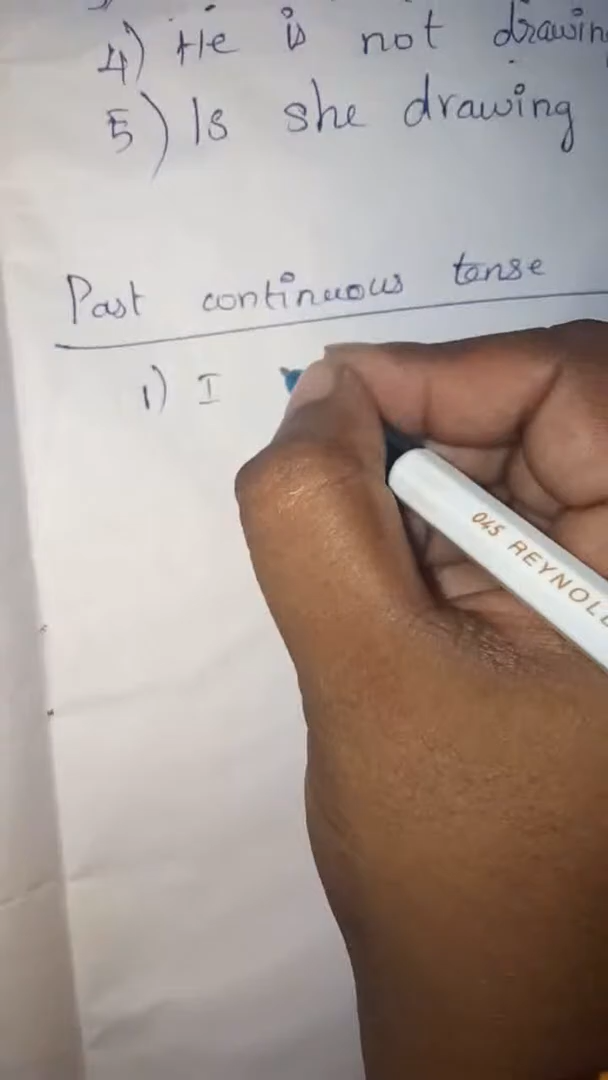 4) He is not drawin
5) Is she drawing
Past continuous tense
1) I
045 REYNOL